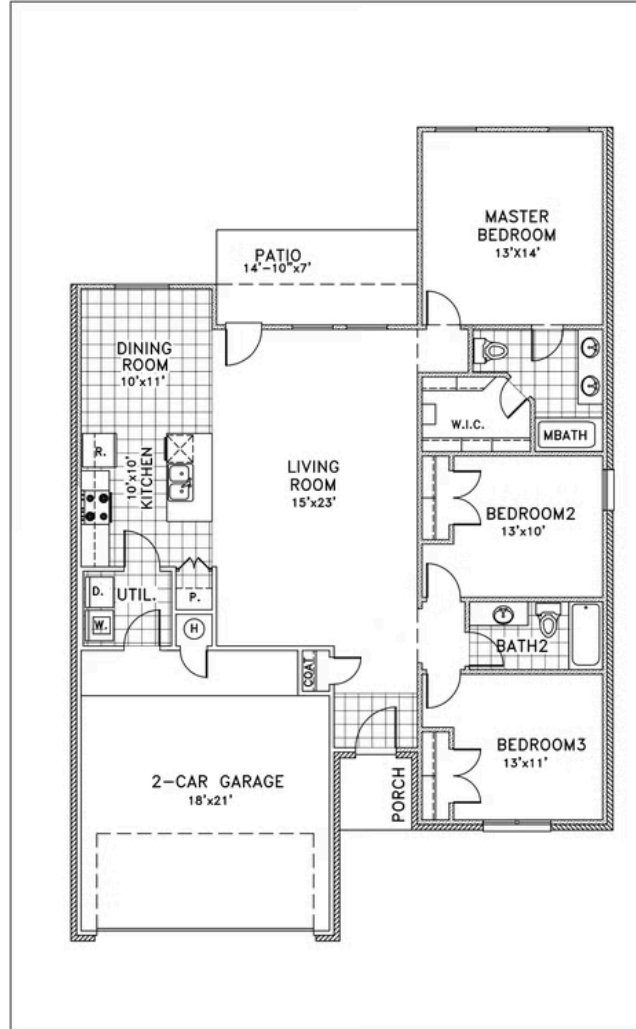 MASTER
BEDROOM
13'X14'
PATIO
14'-10"x7'
DINING
ROOM
10'x11'
W.I.C.
MBATH
R.
10'x10'
KITCHEN
LIVING
ROOM
15'x23'
BEDROOM2
13'x10'
D.
UTIL.
W.
P.
H
BATH2
COAT
BEDROOM3
13'x11'
2-CAR GARAGE
18'x21'
PORCH